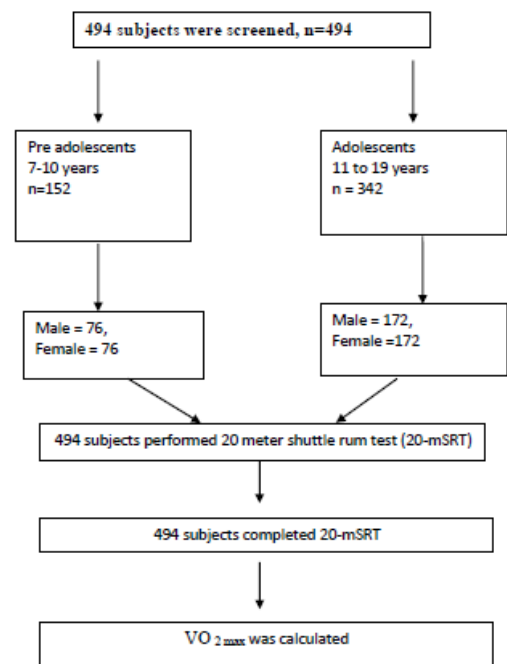 494 subjects were screened, n=494
Pre adolescents
7-10 years
n=152
Adolescents
11 to 19 years
n = 342
Male = 76,
Female = 76
Male = 172,
Female =172
494 subjects performed 20 meter shuttle rum test (20-mSRT)
494 subjects completed 20-mSRT
VO 2 max was calculated